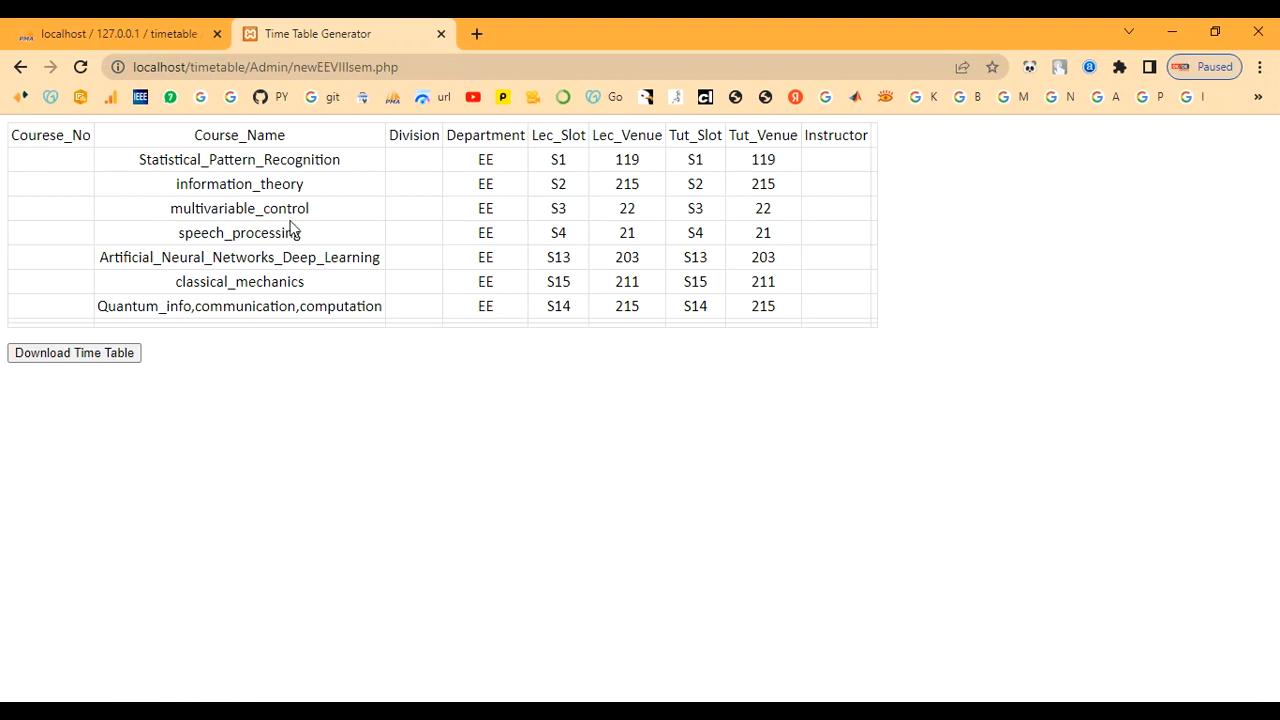 localhost / 127.0.0.1 / timetable
Time Table Generator
localhost/timetable/Admin/newEEVIIIsem.php
Paused
PY
git
url
Go
K
B
M
N
A
P
I
»
Courese_No Course_Name Division Department Lec_Slot Lec_Venue Tut_Slot Tut_Venue Instructor
Statistical_Pattern_Recognition EE S1 119 S1 119
information_theory EE S2 215 S2 215
multivariable_control EE S3 22 S3 22
speech_processing EE S4 21 S4 21
Artificial_Neural_Networks_Deep_Learning EE S13 203 S13 203
classical_mechanics EE S15 211 S15 211
Quantum_info,communication,computation EE S14 215 S14 215
Download Time Table